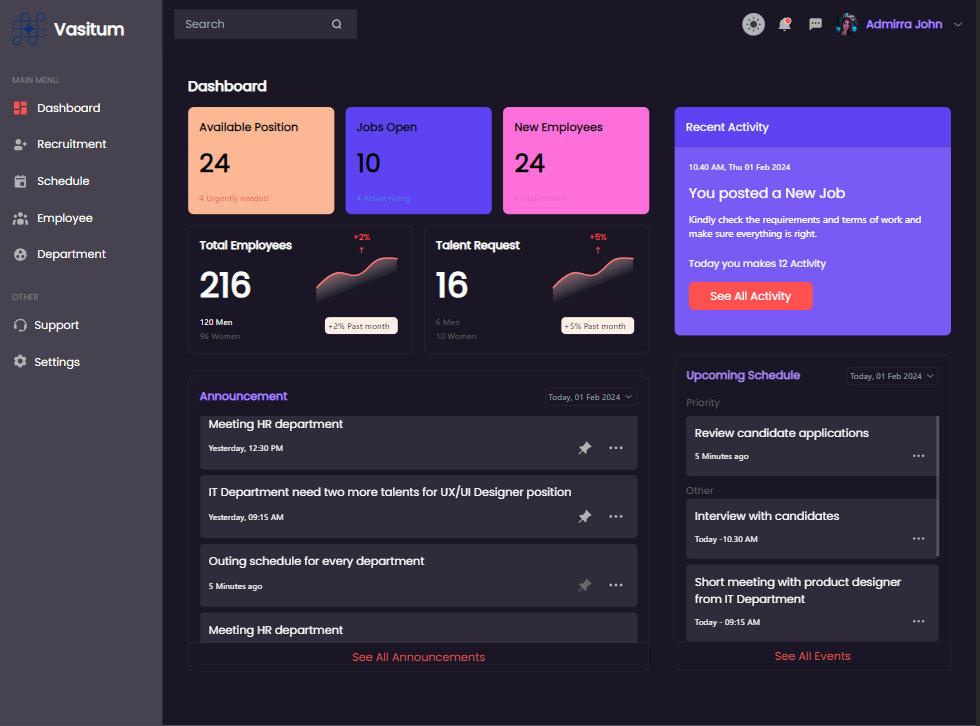 Vasitum
Search
Admirra John
MAIN MENU
Dashboard
Recruitment
Schedule
Employee
Department
OTHER
Support
Settings
Dashboard
Available Position
24
4 Urgently needed
Jobs Open
10
4 Active hiring
New Employees
24
4 Department
Total Employees
216
120 Men
96 Women
+2%
↑
+2% Past month
Talent Request
16
6 Men
10 Women
+5%
↑
+5% Past month
Announcement
Today, 01 Feb 2024
Meeting HR department
Yesterday, 12:30 PM
IT Department need two more talents for UX/UI Designer position
Yesterday, 09:15 AM
Outing schedule for every department
5 Minutes ago
Meeting HR department
See All Announcements
Recent Activity
10.40 AM, Thu 01 Feb 2024
You posted a New Job
Kindly check the requirements and terms of work and
make sure everything is right.
Today you makes 12 Activity
See All Activity
Upcoming Schedule
Today, 01 Feb 2024
Priority
Review candidate applications
5 Minutes ago
Other
Interview with candidates
Today -10.30 AM
Short meeting with product designer
from IT Department
Today - 09:15 AM
See All Events